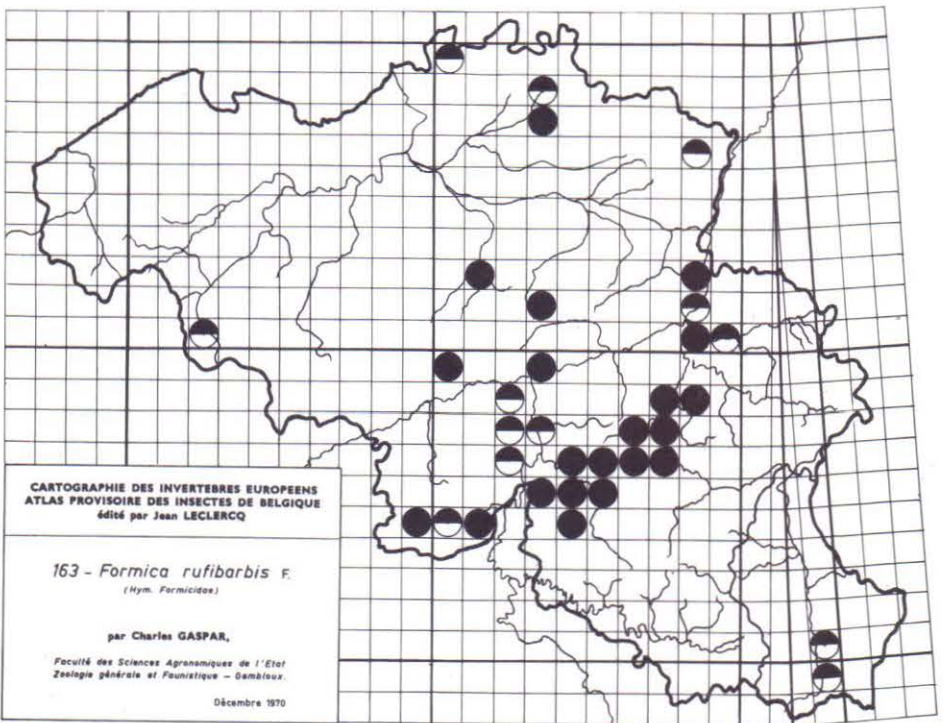 CARTOGRAPHIE DES INVERTEBRES EUROPEENS
ATLAS PROVISOIRE DES INSECTES DE BELGIQUE
édité par Jean LECLERCQ
163 - Formica rufibarbis F.
(Hym. Formicidae)
par Charles GASPAR,
Faculté des Sciences Agronomiques de l'Etat
Zoologie générale et Faunistique - Gembloux.
Décembre 1970